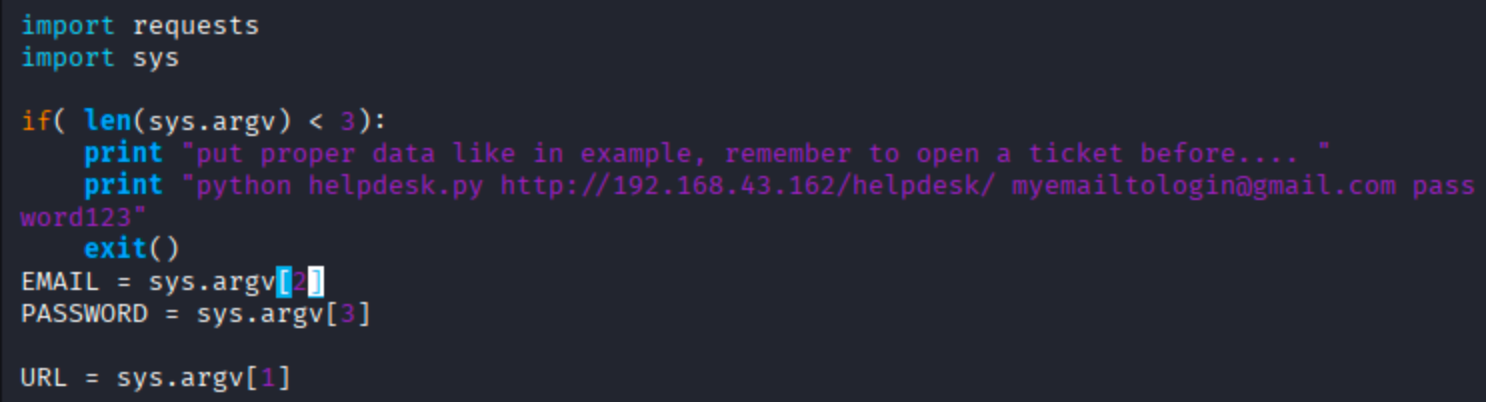 import requests
import sys
if( len(sys.argv) < 3):
    print "put proper data like in example, remember to open a ticket before.... "
    print "python helpdesk.py http://192.168.43.162/helpdesk/ myemailtologin@gmail.com pass
word123"
    exit()
EMAIL = sys.argv[2]
PASSWORD = sys.argv[3]
URL = sys.argv[1]